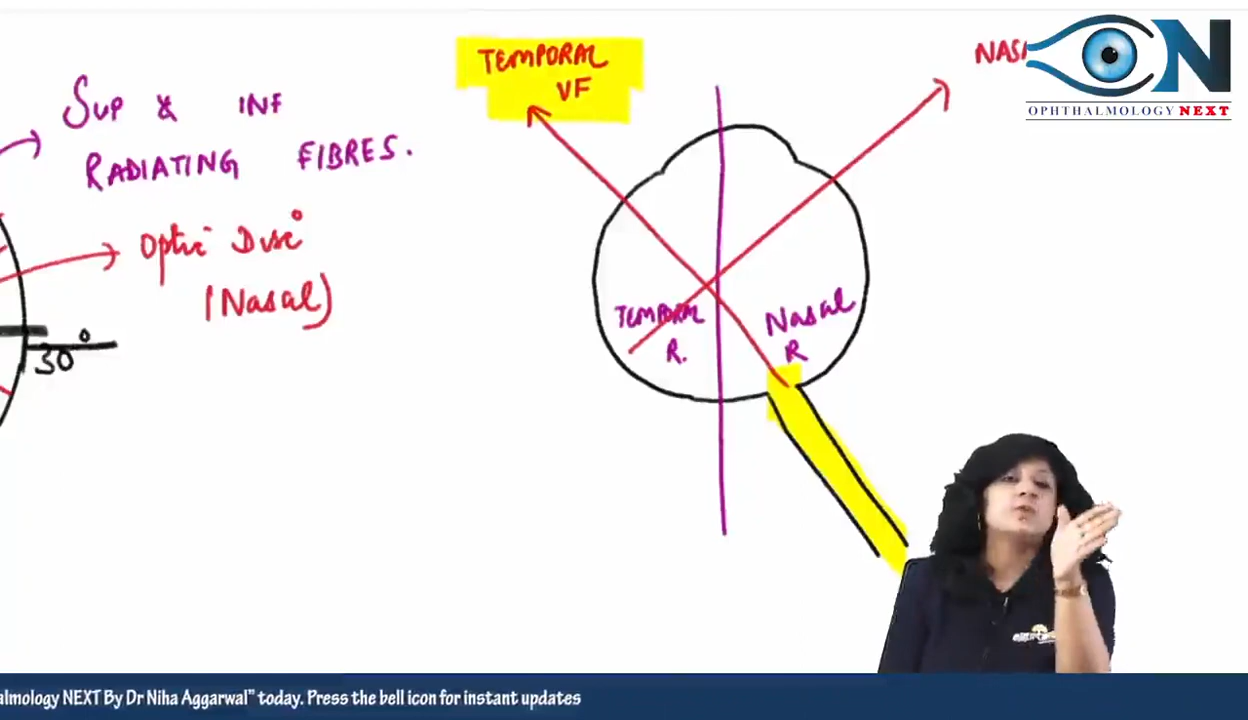 SUP & INF
RADIATING FIBRES.
Optic Disc
(Nasal)
30°
TEMPORAL
VF
TEMPORAL
R.
Nasal
R
N
OPHTHALMOLOGY NEXT
almology NEXT By Dr Niha Aggarwal" today. Press the bell icon for instant updates